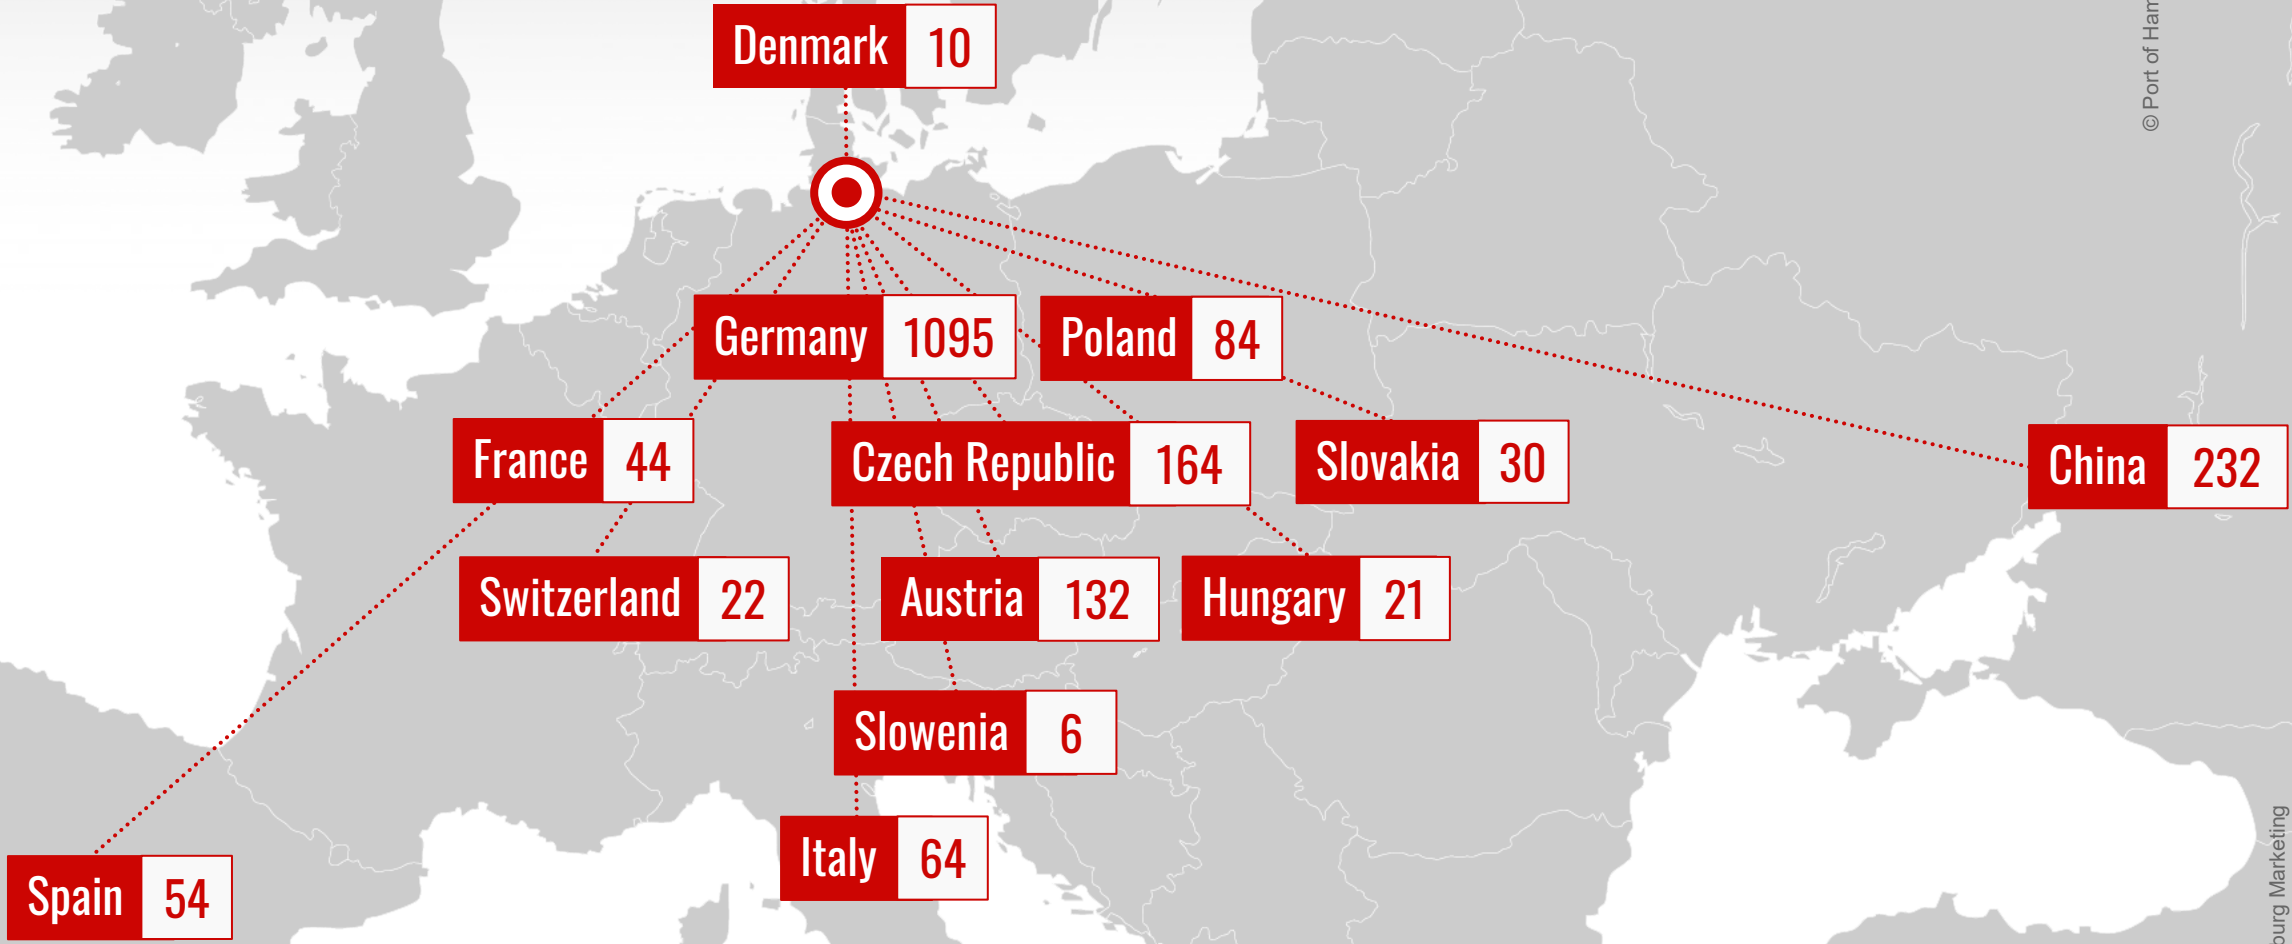 Denmark 10
© Port of Ham
Germany 1095
Poland 84
France 44
Czech Republic 164
Slovakia 30
China 232
Switzerland 22
Austria 132
Hungary 21
Slowenia 6
Italy 64
Spain 54
burg Marketing